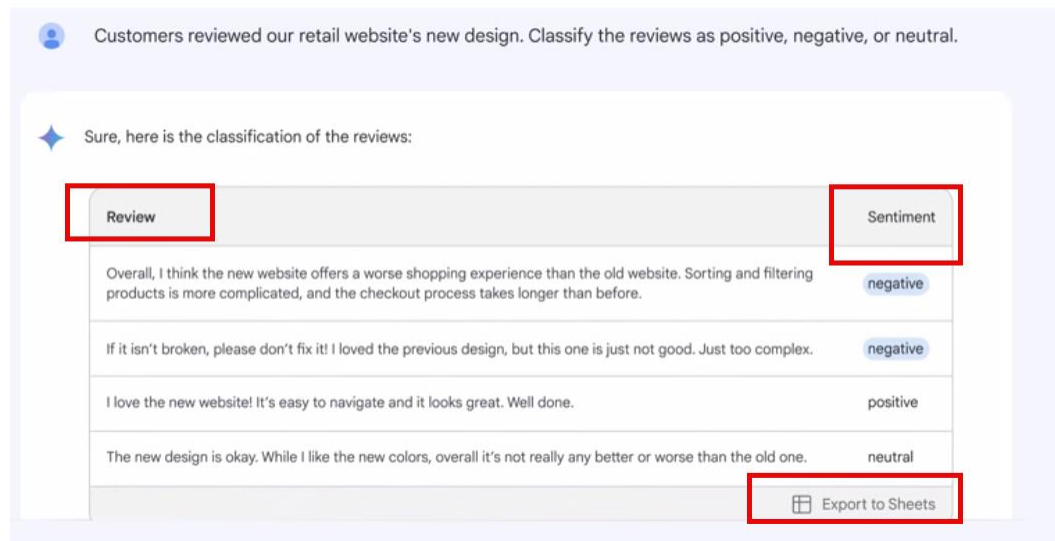 Customers reviewed our retail website's new design. Classify the reviews as positive, negative, or neutral.
Sure, here is the classification of the reviews:
Review Sentiment
Overall, I think the new website offers a worse shopping experience than the old website. Sorting and filtering
products is more complicated, and the checkout process takes longer than before.
negative
If it isn't broken, please don't fix it! I loved the previous design, but this one is just not good. Just too complex. negative
I love the new website! It's easy to navigate and it looks great. Well done. positive
The new design is okay. While I like the new colors, overall it's not really any better or worse than the old one. neutral
Export to Sheets